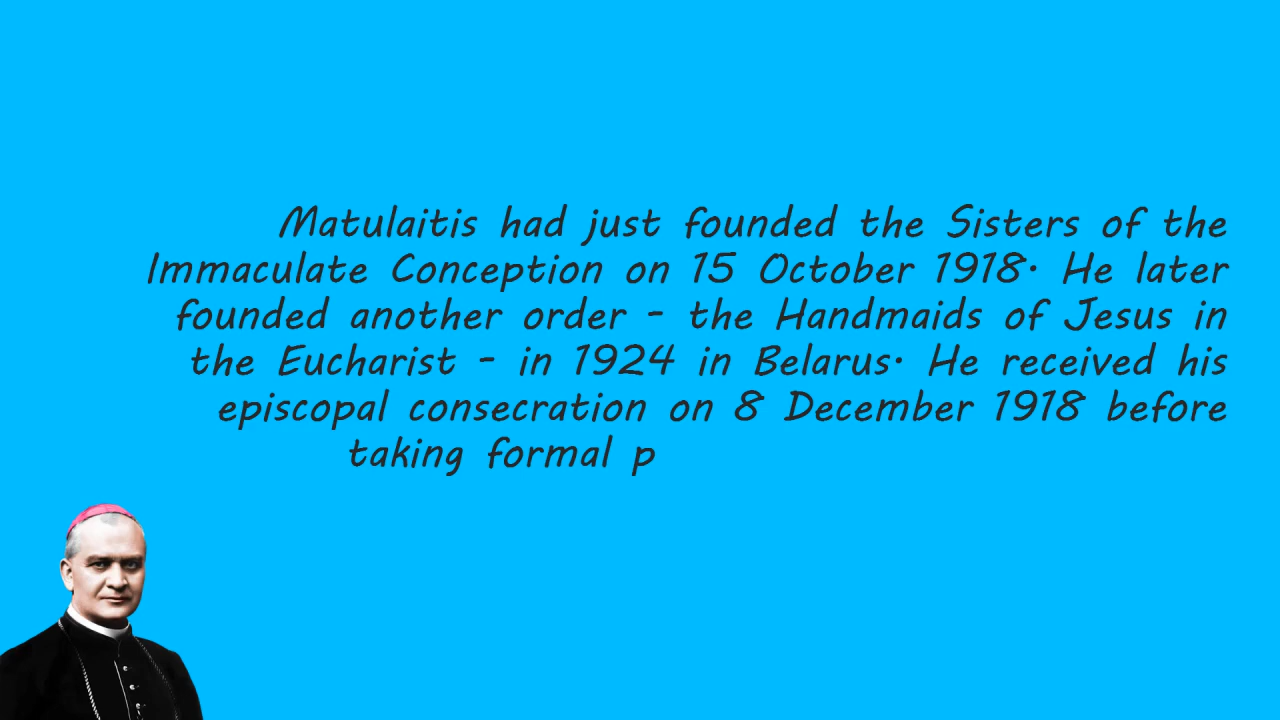 Matulaitis had just founded the Sisters of the
Immaculate Conception on 15 October 1918. He later
founded another order - the Handmaids of Jesus in
the Eucharist - in 1924 in Belarus. He received his
episcopal consecration on 8 December 1918 before
taking formal p